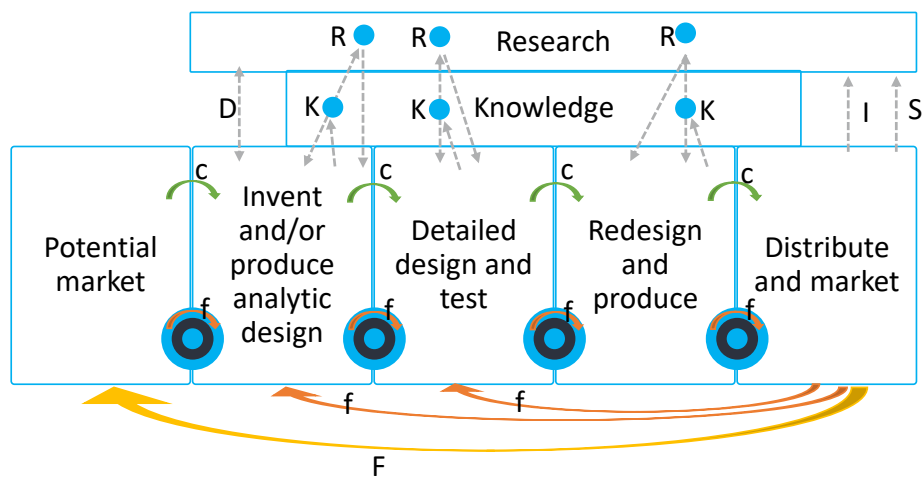 R
R
Research
R
D
K
K
Knowledge
K
I
S
c
c
c
c
Potential
market
Invent
and/or
produce
analytic
design
Detailed
design and
test
Redesign
and
produce
Distribute
and market
f
f
f
f
f
f
F